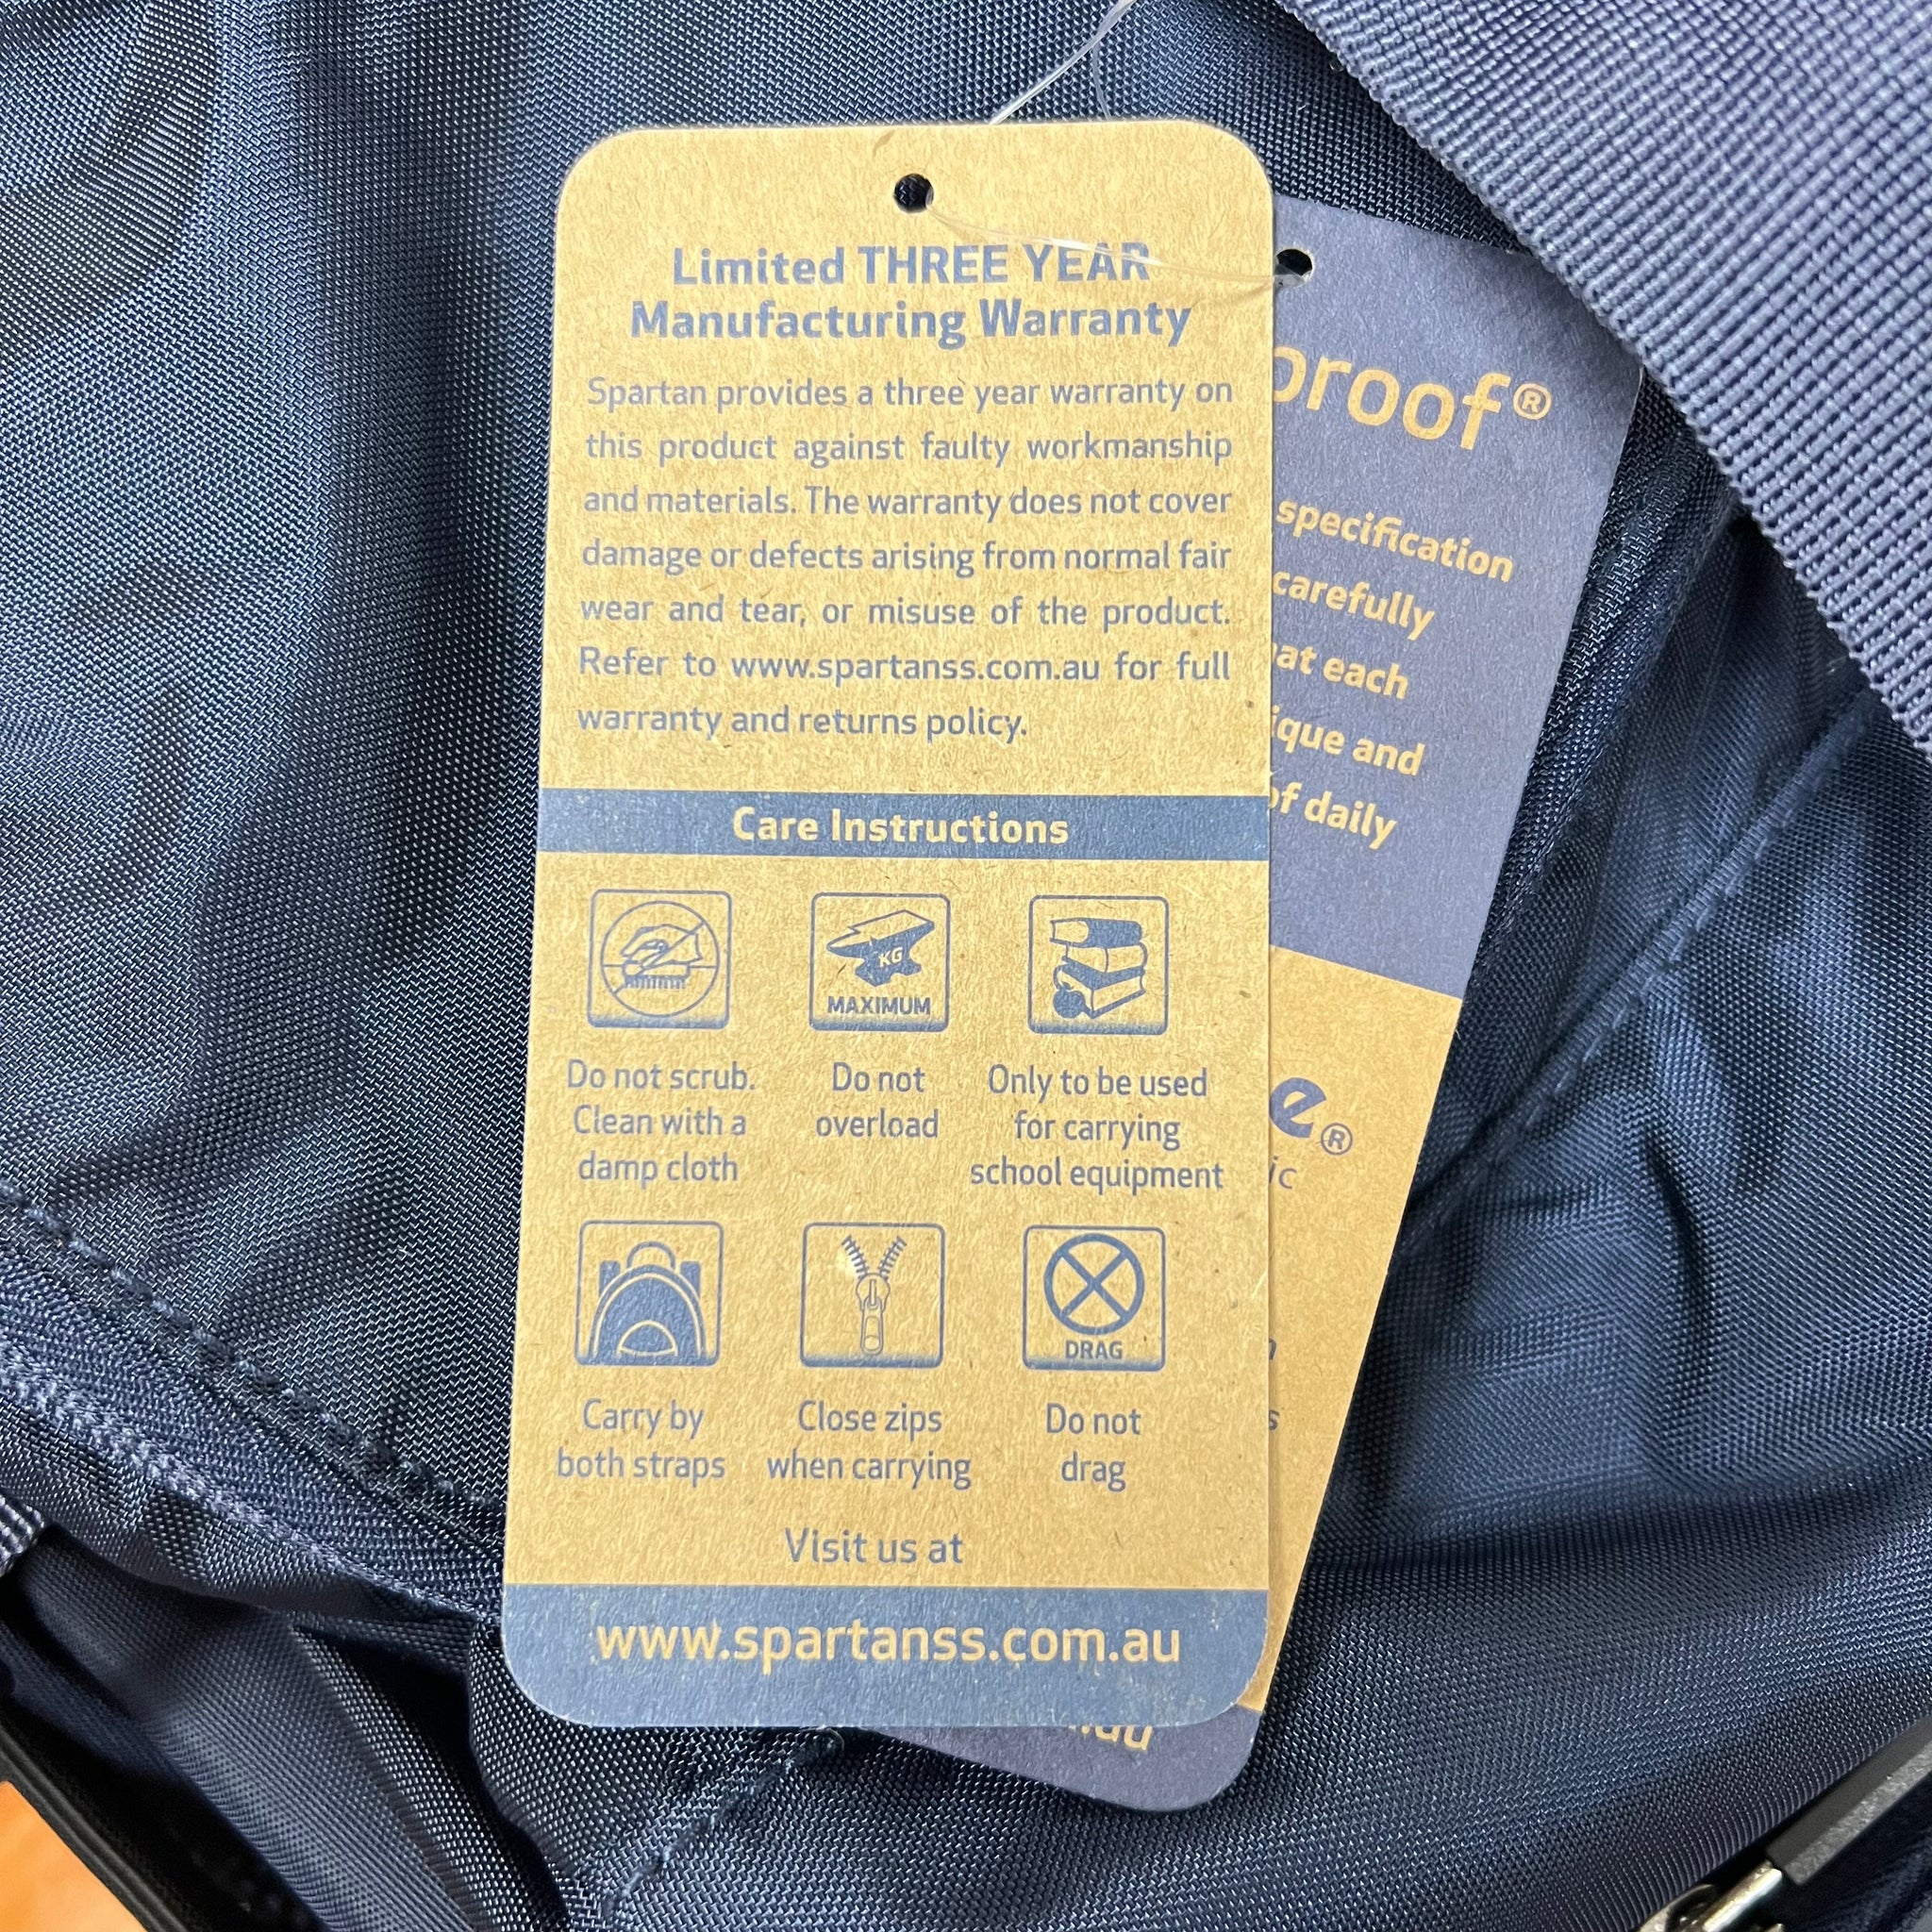 Limited THREE YEAR
Manufacturing Warranty
Spartan provides a three year warranty on
this product against faulty workmanship
and materials. The warranty does not cover
damage or defects arising from normal fair
wear and tear, or misuse of the product.
Refer to www.spartanss.com.au for full
warranty and returns policy.
Care Instructions
KG
MAXIMUM
Do not scrub.
Clean with a
damp cloth
Do not
overload
Only to be used
for carrying
school equipment
DRAG
Carry by
both straps
Close zips
when carrying
Do not
drag
Visit us at
www.spartanss.com.au
proof®
specification
carefully
each
and
of daily